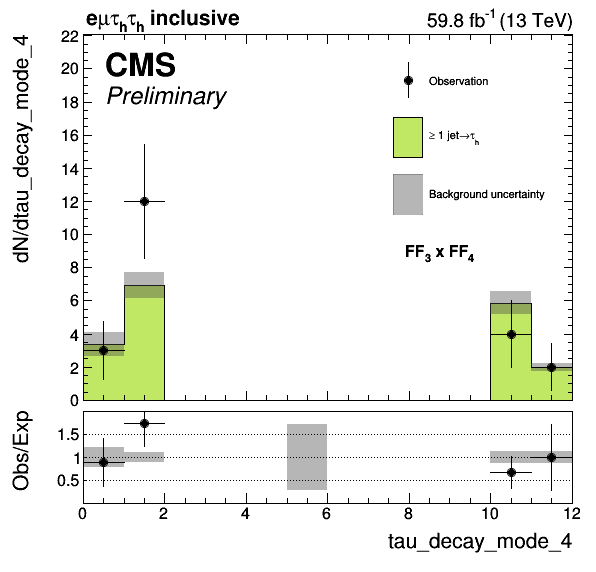 eμτhτh inclusive
59.8 fb-1 (13 TeV)
dN/dtau_decay_mode_4
22
20
18
16
14
12
10
8
6
4
2
0
CMS
Preliminary
Observation
≥ 1 jet→τh
Background uncertainty
FF3 x FF4
Obs/Exp
1.5
1
0.5
0 2 4 6 8 10 12
tau_decay_mode_4